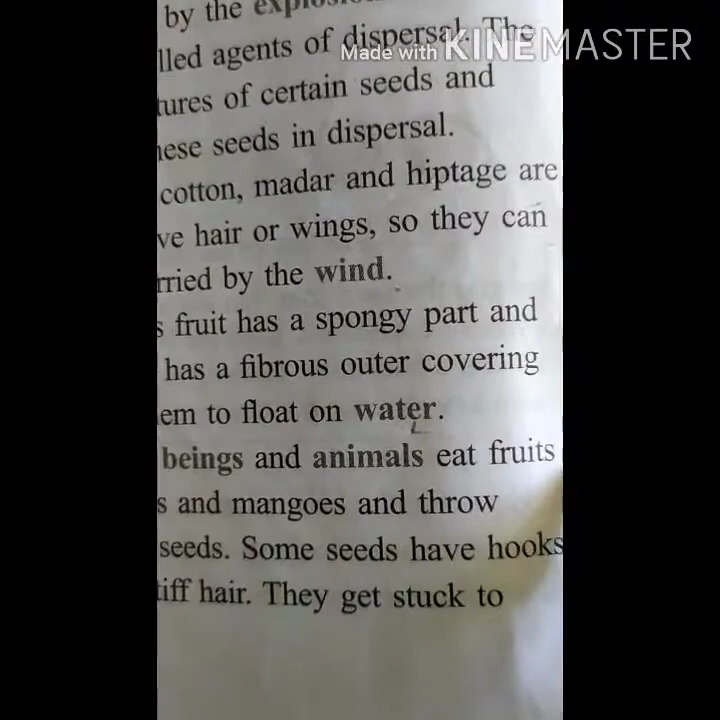 by the
lled agents of dispersal. The
Made with KINEMASTER
tures of certain seeds and
hese seeds in dispersal.
cotton, madar and hiptage are
ve hair or wings, so they can
rried by the wind.
s fruit has a spongy part and
has a fibrous outer covering
em to float on water.
beings and animals eat fruits
s and mangoes and throw
seeds. Some seeds have hooks
tiff hair. They get stuck to